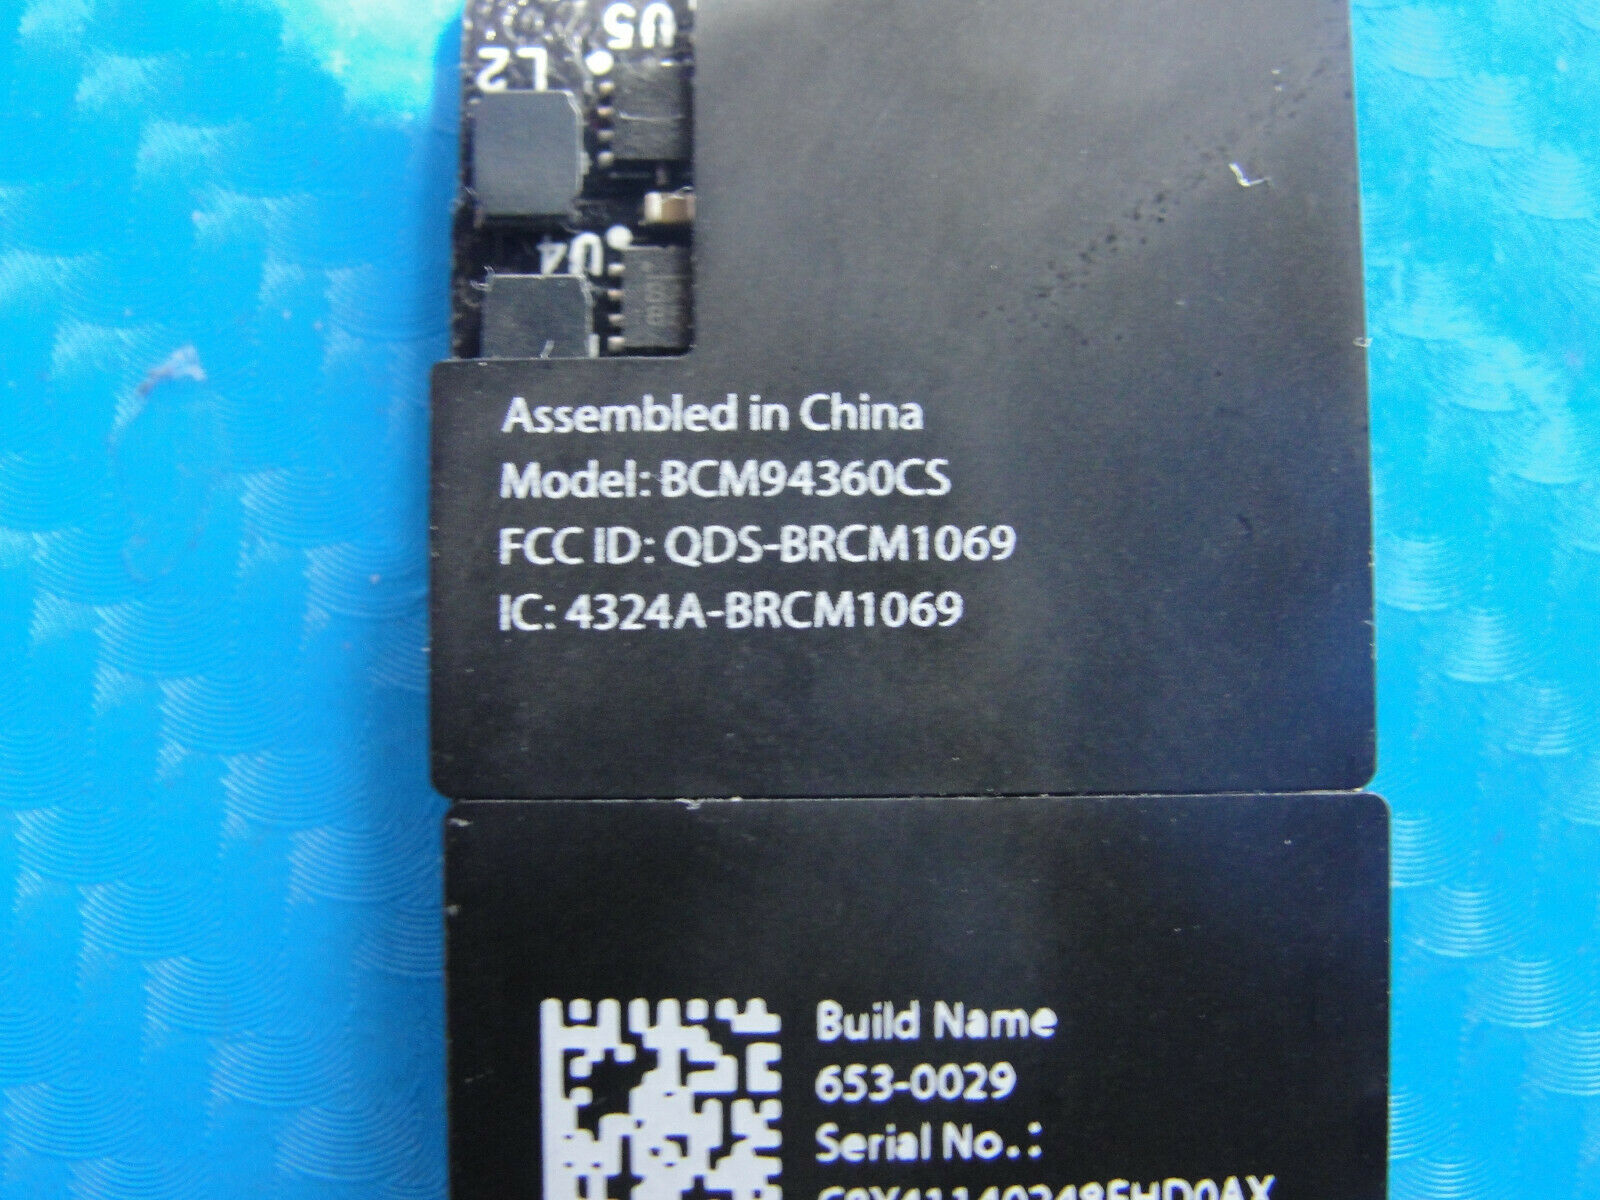 U5
L2
U4
Assembled in China
Model: BCM94360CS
FCC ID: QDS-BRCM1069
IC: 4324A-BRCM1069
Build Name
653-0029
Serial No.: